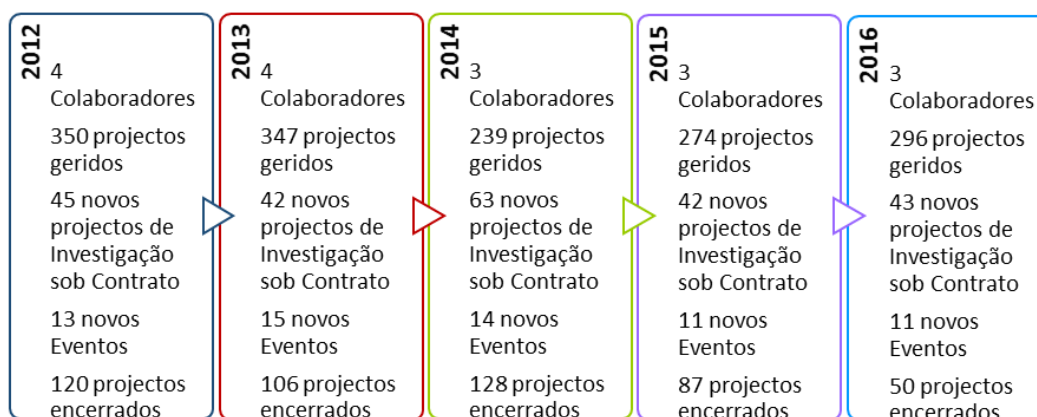 2012
4
Colaboradores
350 projectos
geridos
45 novos
projectos de
Investigação
sob Contrato
13 novos
Eventos
120 projectos
encerrados
2013
4
Colaboradores
347 projectos
geridos
42 novos
projectos de
Investigação
sob Contrato
15 novos
Eventos
106 projectos
encerrados
2014
3
Colaboradores
239 projectos
geridos
63 novos
projectos de
Investigação
sob Contrato
14 novos
Eventos
128 projectos
encerrados
2015
3
Colaboradores
274 projectos
geridos
42 novos
projectos de
Investigação
sob Contrato
11 novos
Eventos
87 projectos
encerrados
2016
3
Colaboradores
296 projectos
geridos
43 novos
projectos de
Investigação
sob Contrato
11 novos
Eventos
50 projectos
encerrados